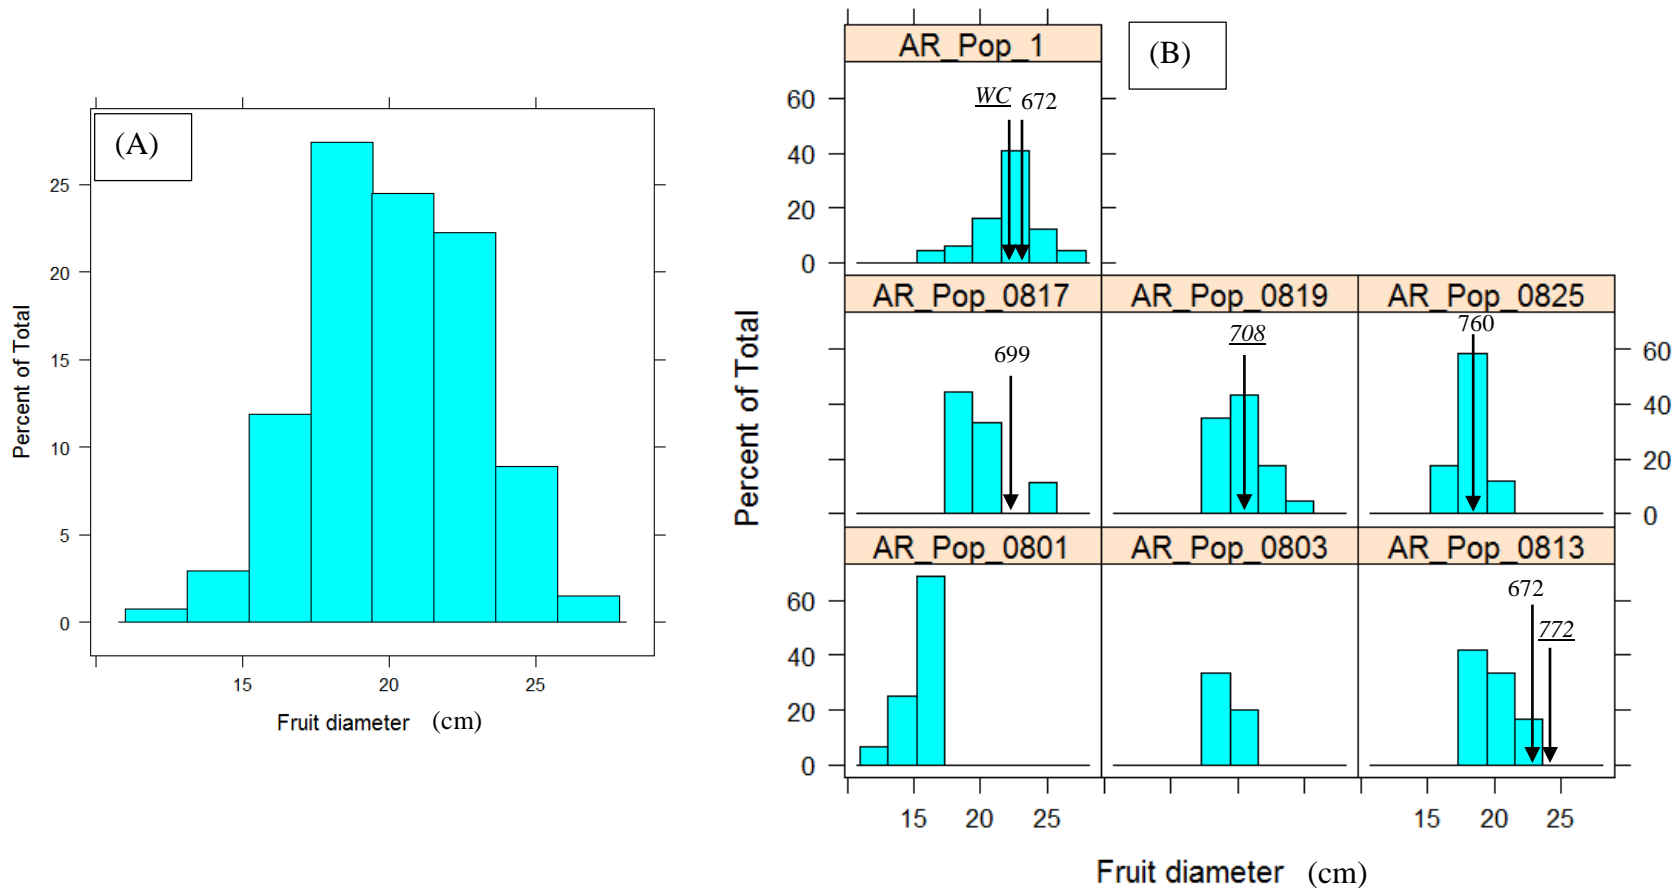 (A)
25
20
15
10
5
0
Percent of Total
15 20 25
Fruit diameter (cm)
(B)
AR_Pop_1
WC 672
60
40
20
0
AR_Pop_0817 AR_Pop_0819 AR_Pop_0825
699
708
760
60
40
20
0
Percent of Total
AR_Pop_0801 AR_Pop_0803 AR_Pop_0813
672
772
60
40
20
0
15 20 25
15 20 25
Fruit diameter (cm)